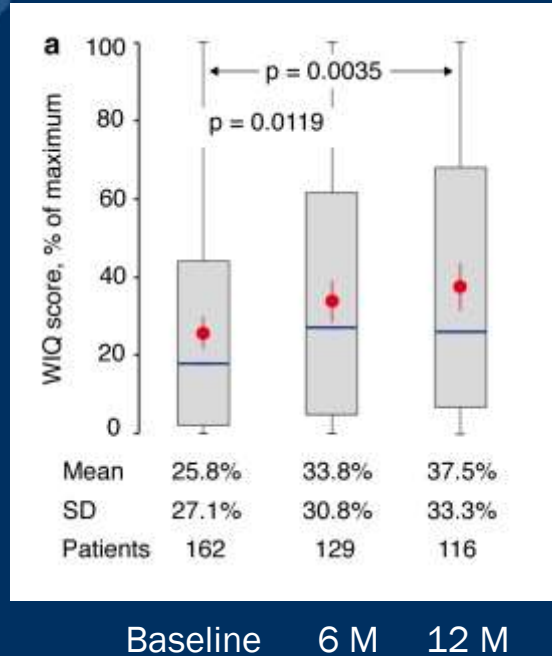 a
WIQ score, % of maximum
100
80
60
40
20
0
p = 0.0035
p = 0.0119
Mean 25.8% 33.8% 37.5%
SD 27.1% 30.8% 33.3%
Patients 162 129 116
Baseline 6 M 12 M